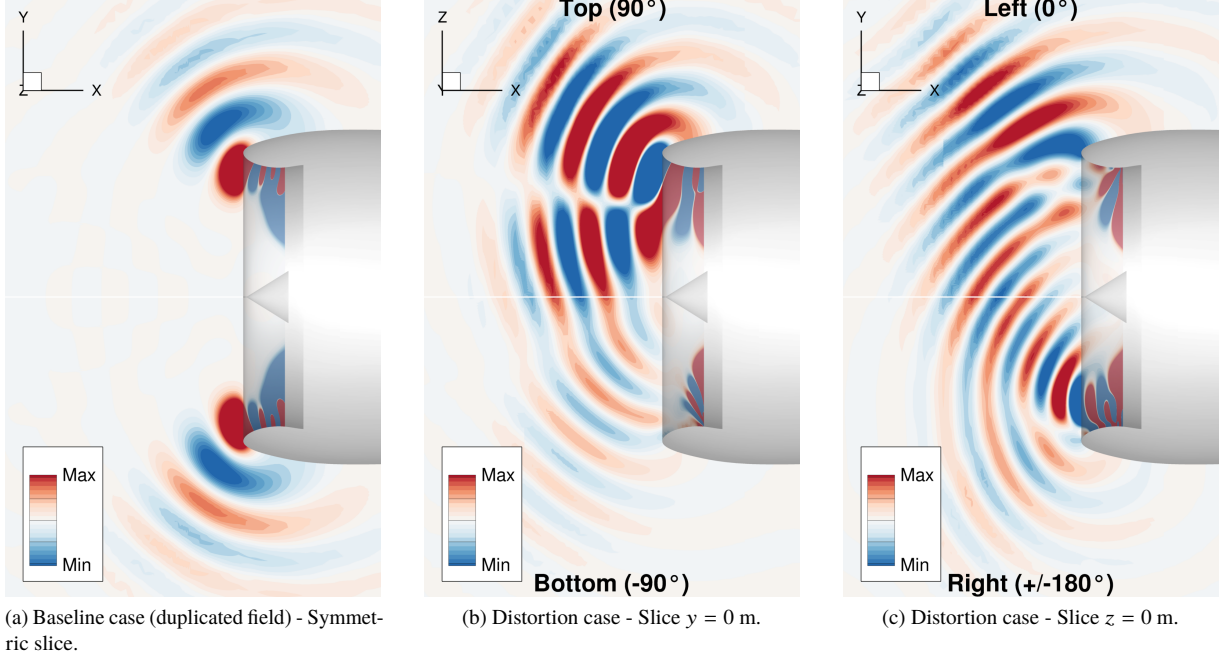 Y
Z
X
Max
Min
Top (90°)
Z
Y
X
Max
Min
Bottom (-90°)
Left (0°)
Y
Z
X
Max
Min
Right (+/-180°)
(a) Baseline case (duplicated field) - Symmet-
ric slice.
(b) Distortion case - Slice y = 0 m.
(c) Distortion case - Slice z = 0 m.